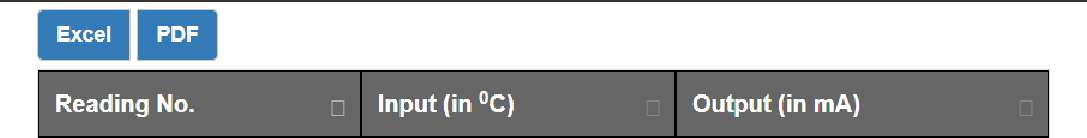 Excel PDF
Reading No. Input (in ⁰C) Output (in mA)